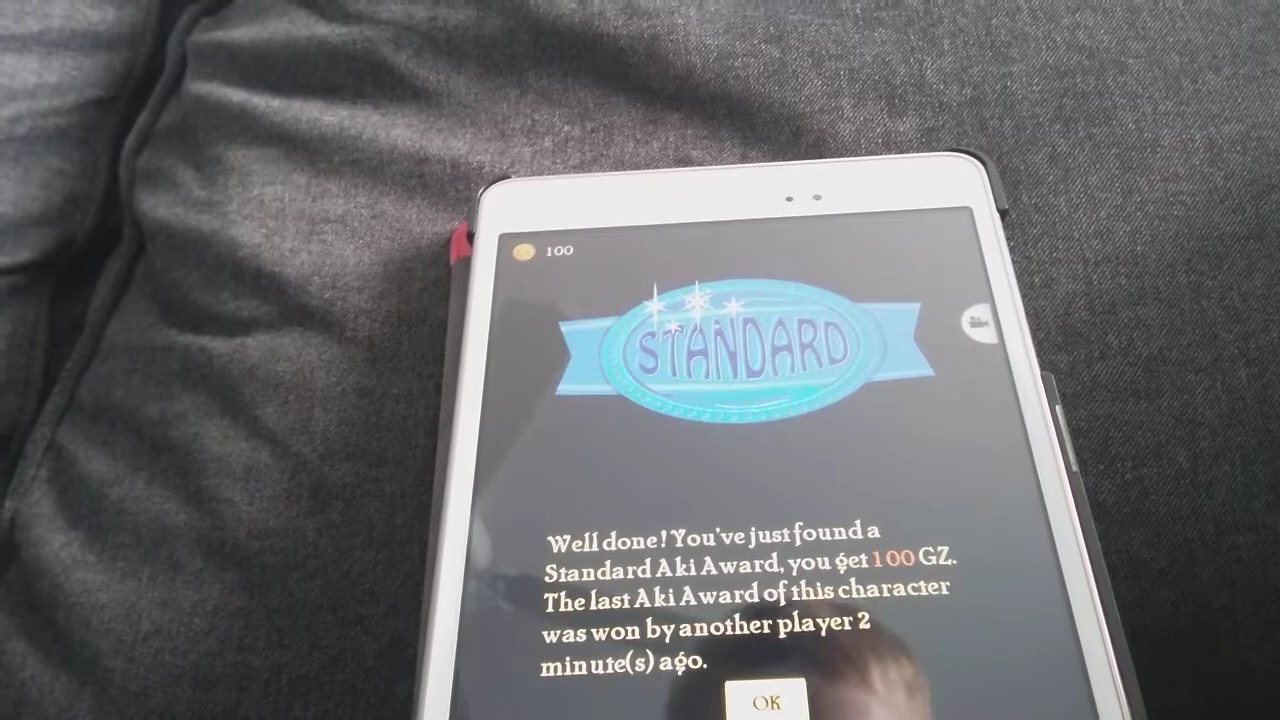 100
STANDARD
Well done! You've just found a
Standard Aki Award, you get 100 GZ.
The last Aki Award of this character
was won by another player 2
minute(s) ago.
OK